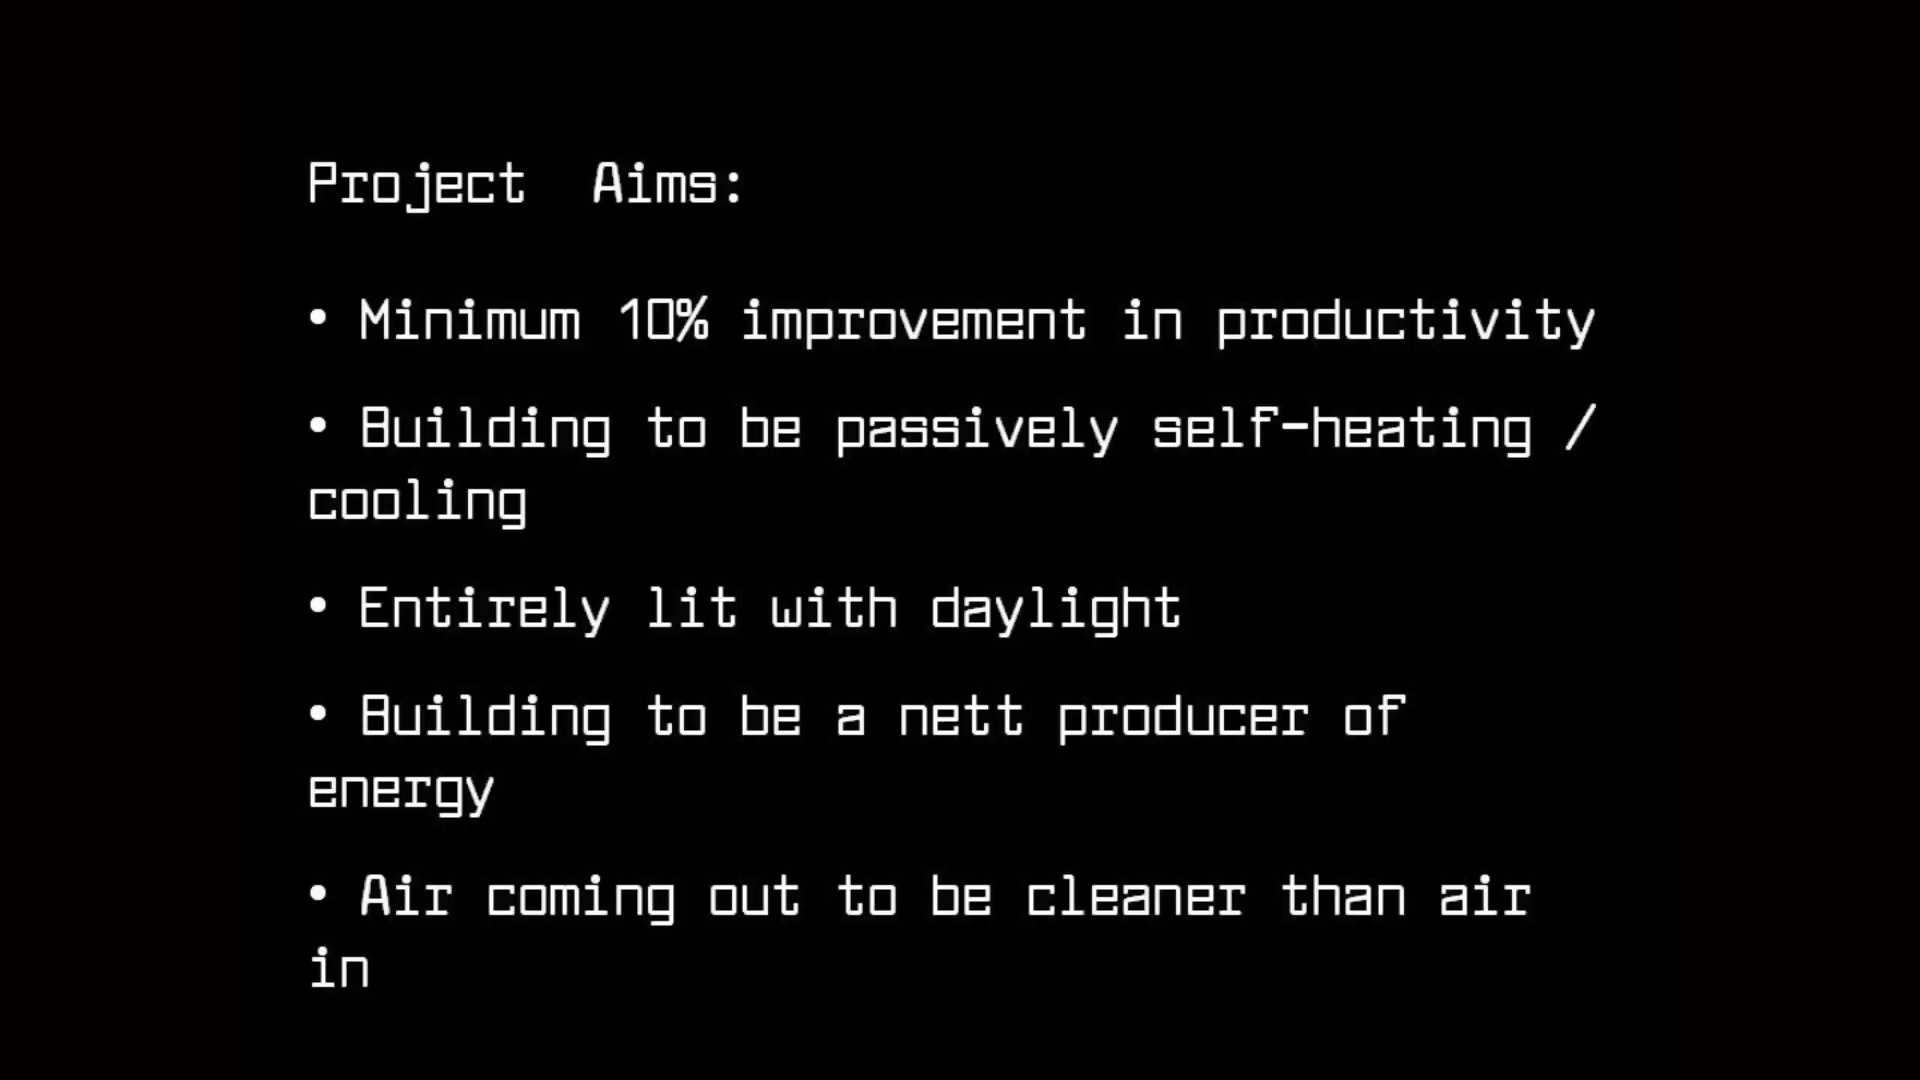 Project Aims:
• Minimum 10% improvement in productivity
• Building to be passively self-heating /
cooling
• Entirely lit with daylight
• Building to be a nett producer of
energy
• Air coming out to be cleaner than air
in